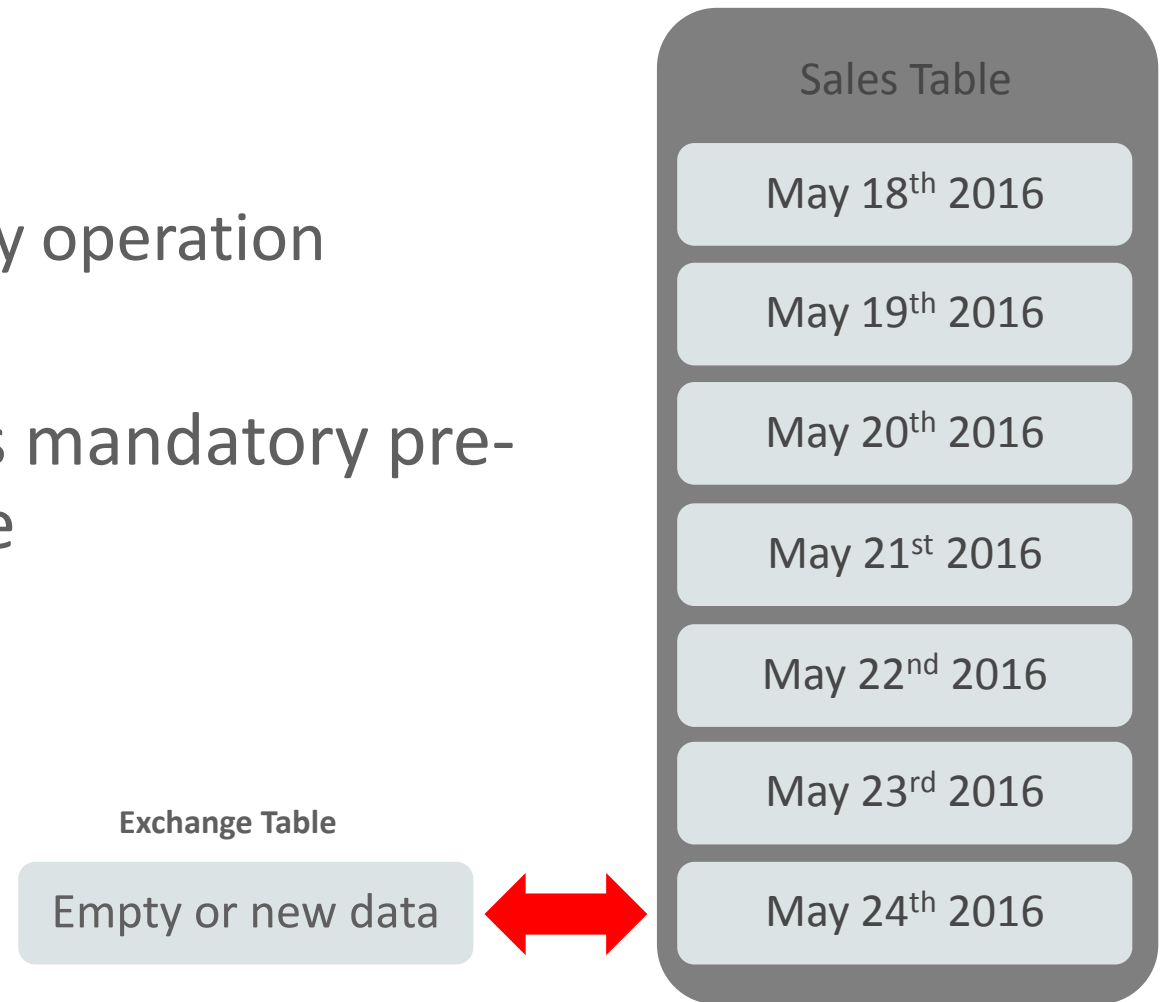 y operation
s mandatory pre-
e
Sales Table
May 18th 2016
May 19th 2016
May 20th 2016
May 21st 2016
May 22nd 2016
May 23rd 2016
May 24th 2016
Exchange Table
Empty or new data